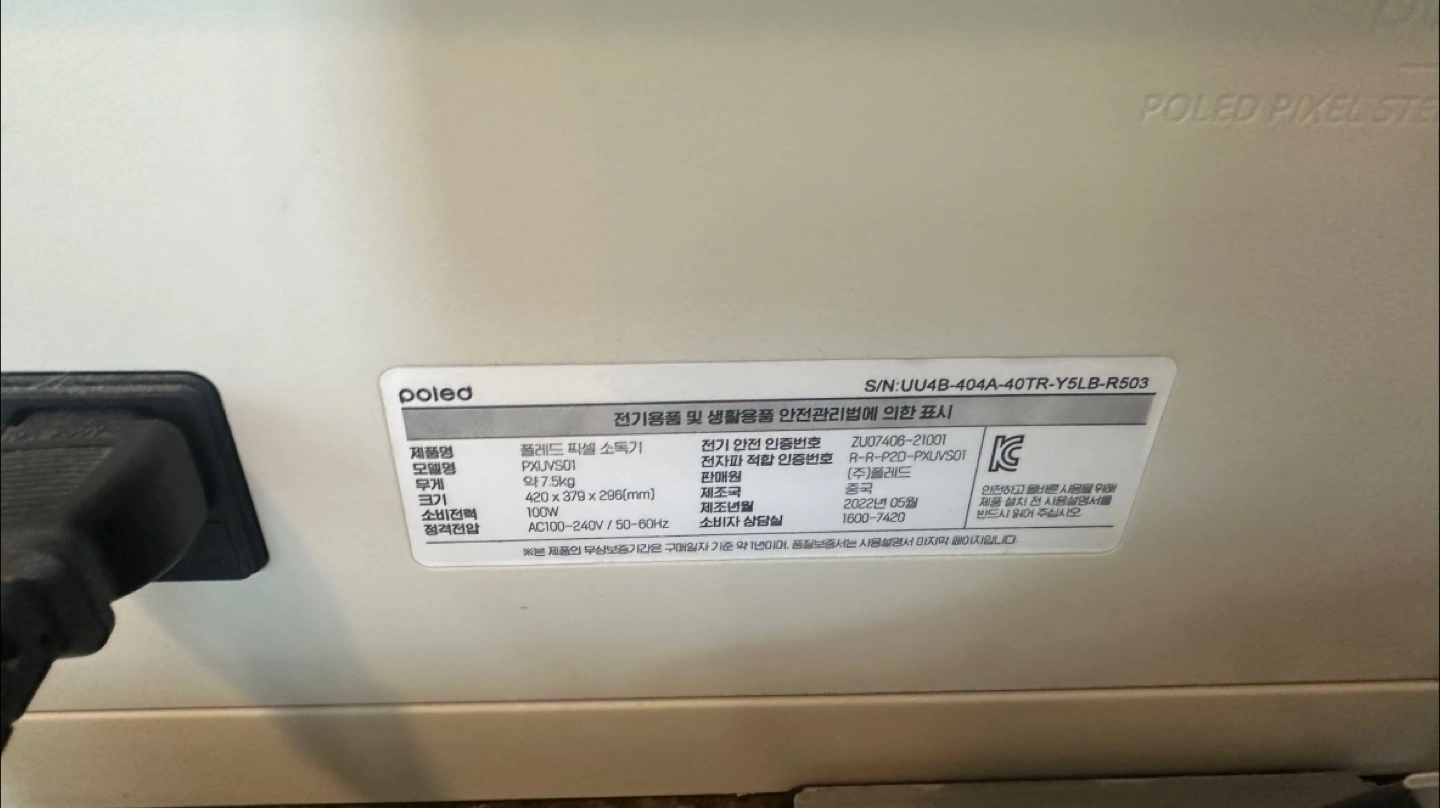 POLED PIXEL STE
poled
S/N:UU4B-404A-40TR-Y5LB-R503
전기용품 및 생활용품 안전관리법에 의한 표시
제품명 폴레드 픽셀 소독기
모델명 PXUVS01
무게 약 7.5kg
크기 420 x 379 x 296(mm)
소비전력 100W
정격전압 AC100-240V / 50-60Hz
전기 안전 인증번호 ZU07406-21001
전자파 적합 인증번호 R-R-P2D-PXUVS01
판매원 (주)폴레드
제조국 중국
제조년월 2022년 05월
소비자 상담실 1600-7420
안전하고 올바른 사용을 위해
제품 설치 전 사용설명서를
반드시 읽어 주십시오.
※본 제품의 무상보증기간은 구매일자 기준 약 1년이며, 품질보증서는 사용설명서 마지막 페이지입니다.